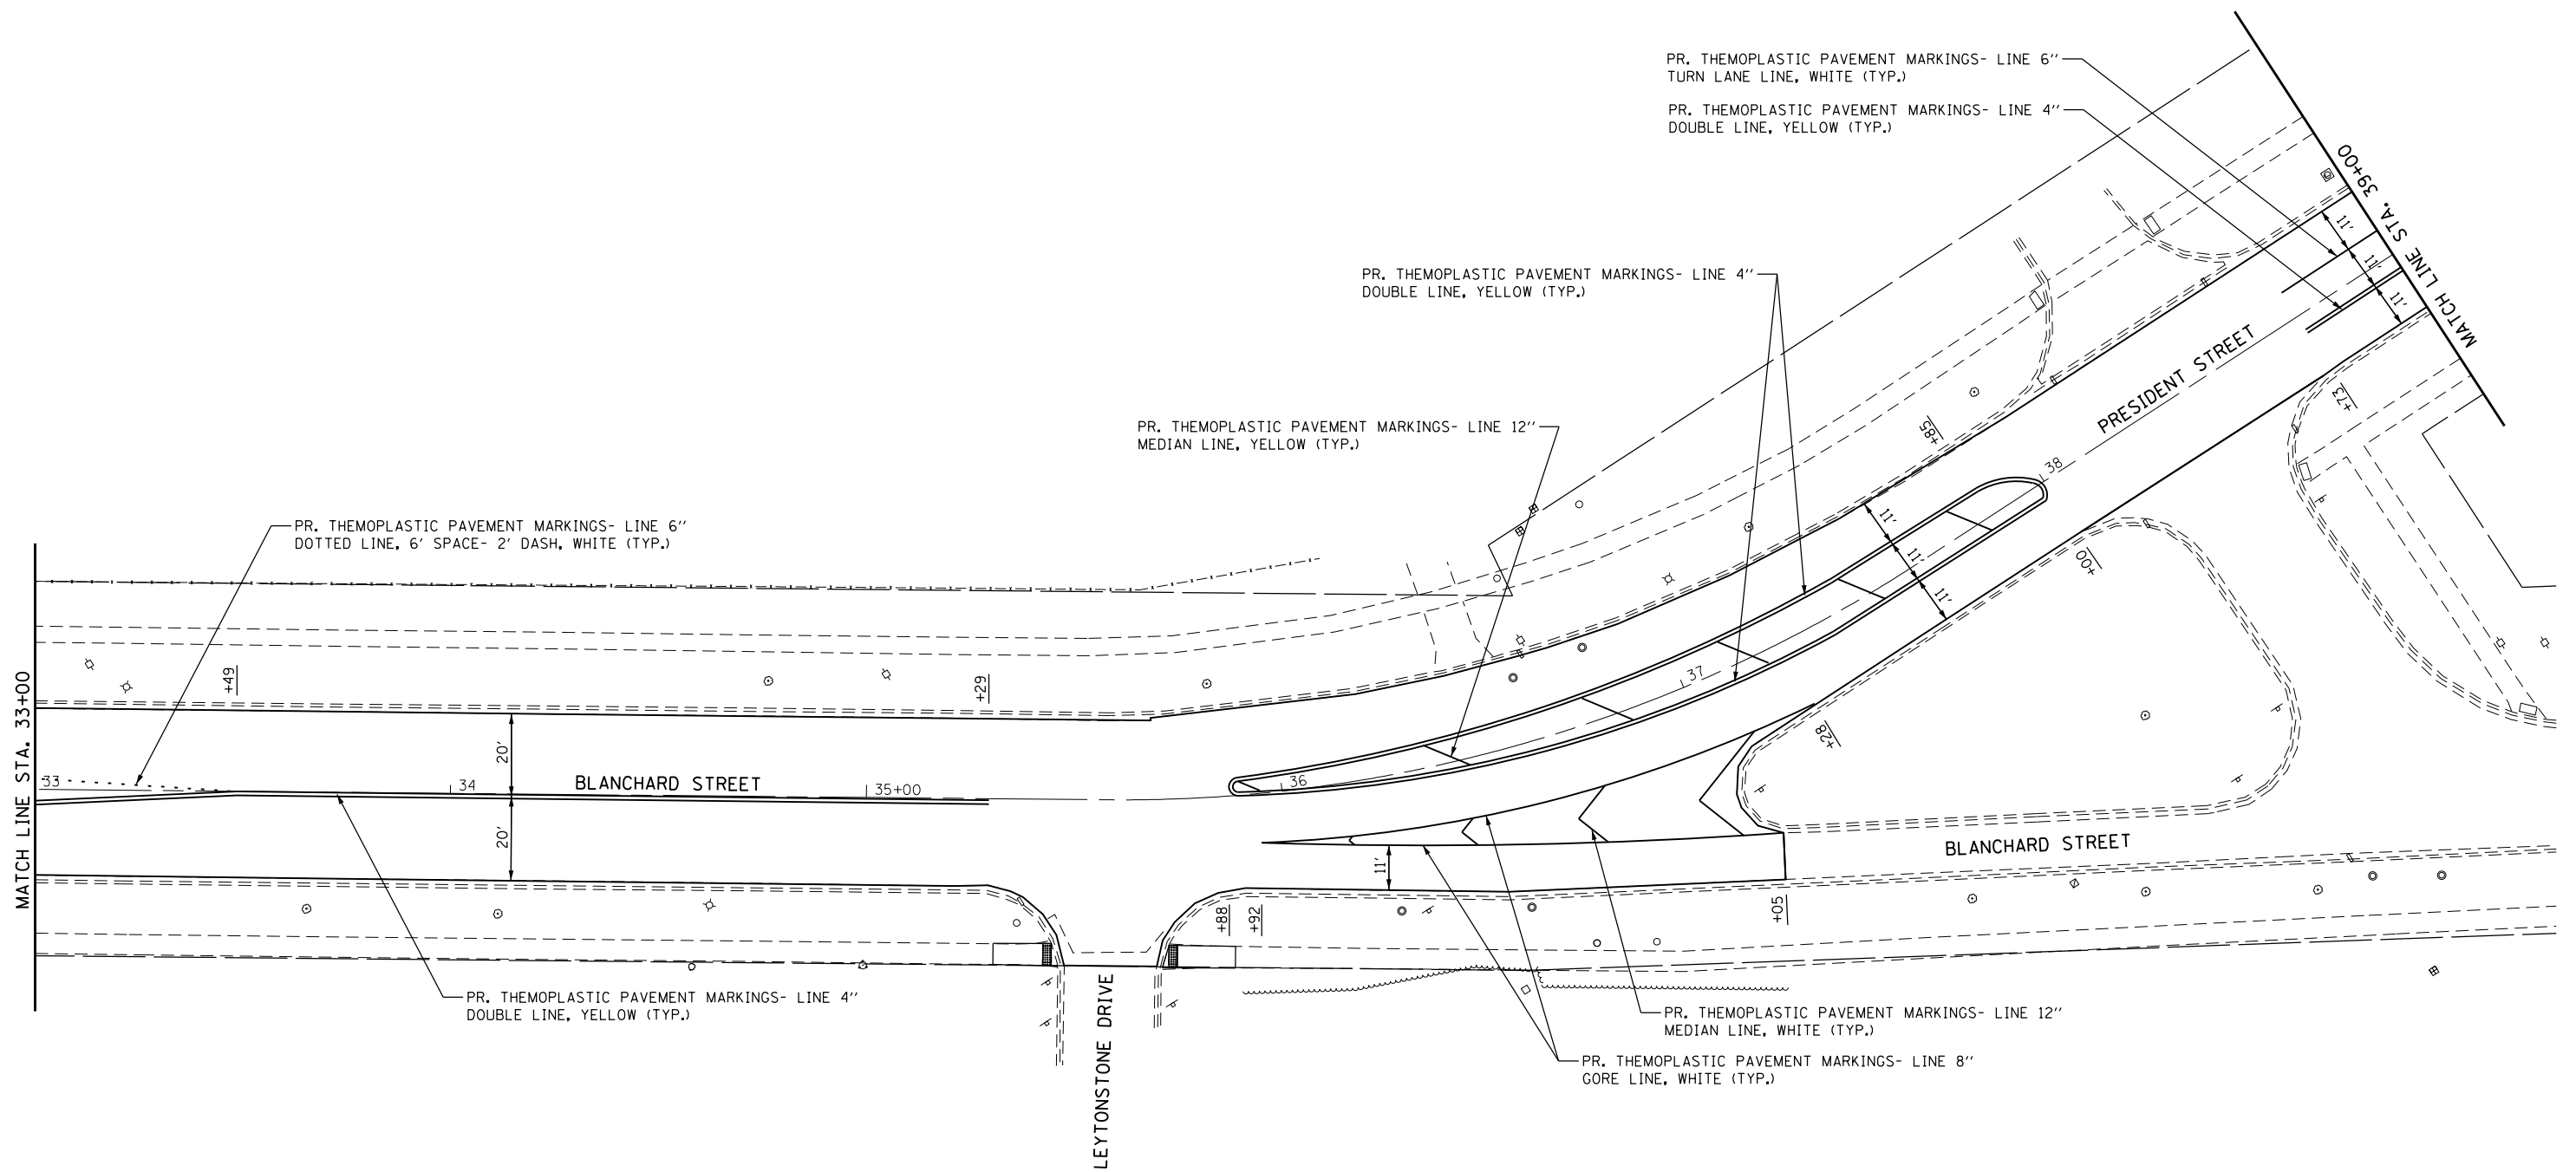 PR. THEMOPLASTIC PAVEMENT MARKINGS- LINE 6''
TURN LANE LINE, WHITE (TYP.)
PR. THEMOPLASTIC PAVEMENT MARKINGS- LINE 4''
DOUBLE LINE, YELLOW (TYP.)
MATCH LINE STA. 39+00
11'
11'
11'
PR. THEMOPLASTIC PAVEMENT MARKINGS- LINE 4''
DOUBLE LINE, YELLOW (TYP.)
PRESIDENT STREET
+73
+85
PR. THEMOPLASTIC PAVEMENT MARKINGS- LINE 12''
MEDIAN LINE, YELLOW (TYP.)
38
11'
11'
11'
+00
PR. THEMOPLASTIC PAVEMENT MARKINGS- LINE 6''
DOTTED LINE, 6' SPACE- 2' DASH, WHITE (TYP.)
+49
+29
37
+28
MATCH LINE STA. 33+00
20'
33
34
BLANCHARD STREET
35+00
36
20'
BLANCHARD STREET
11'
+88
+92
+05
PR. THEMOPLASTIC PAVEMENT MARKINGS- LINE 4''
DOUBLE LINE, YELLOW (TYP.)
LEYTONSTONE DRIVE
PR. THEMOPLASTIC PAVEMENT MARKINGS- LINE 12''
MEDIAN LINE, WHITE (TYP.)
PR. THEMOPLASTIC PAVEMENT MARKINGS- LINE 8''
GORE LINE, WHITE (TYP.)